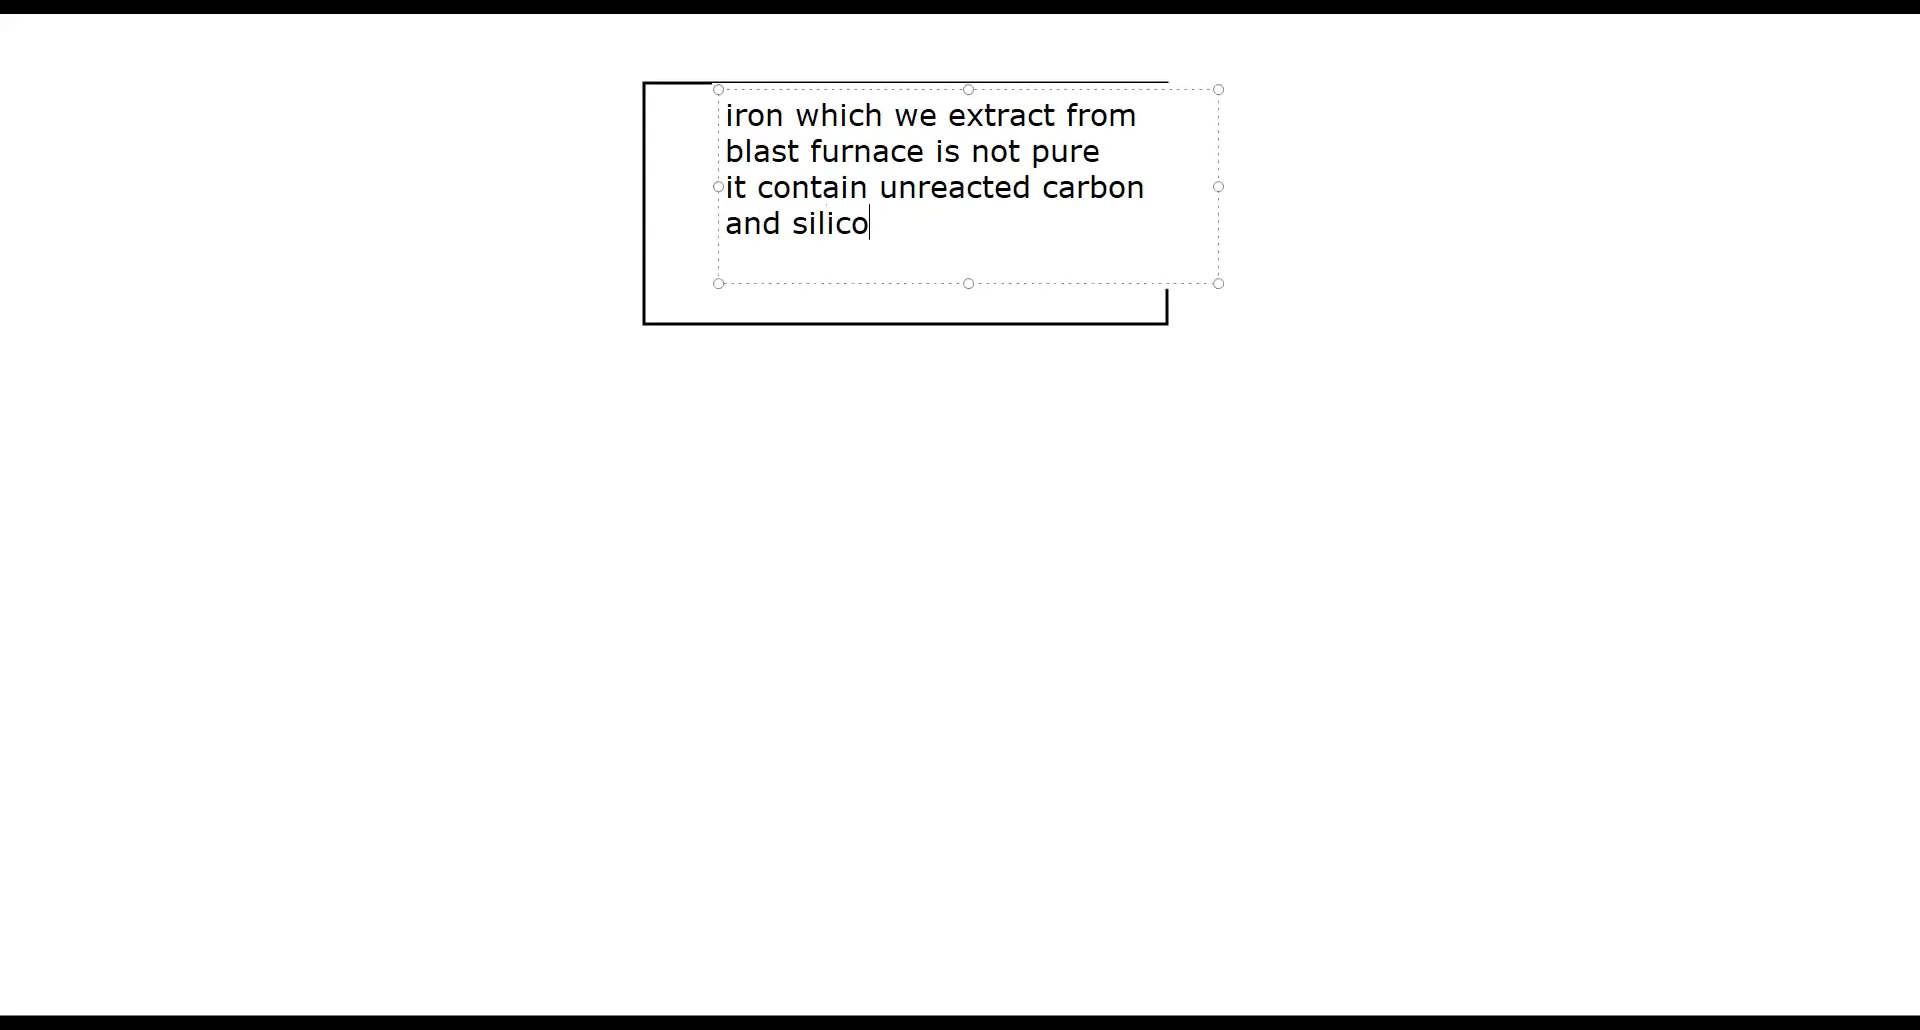 iron which we extract from
blast furnace is not pure
it contain unreacted carbon
and silico